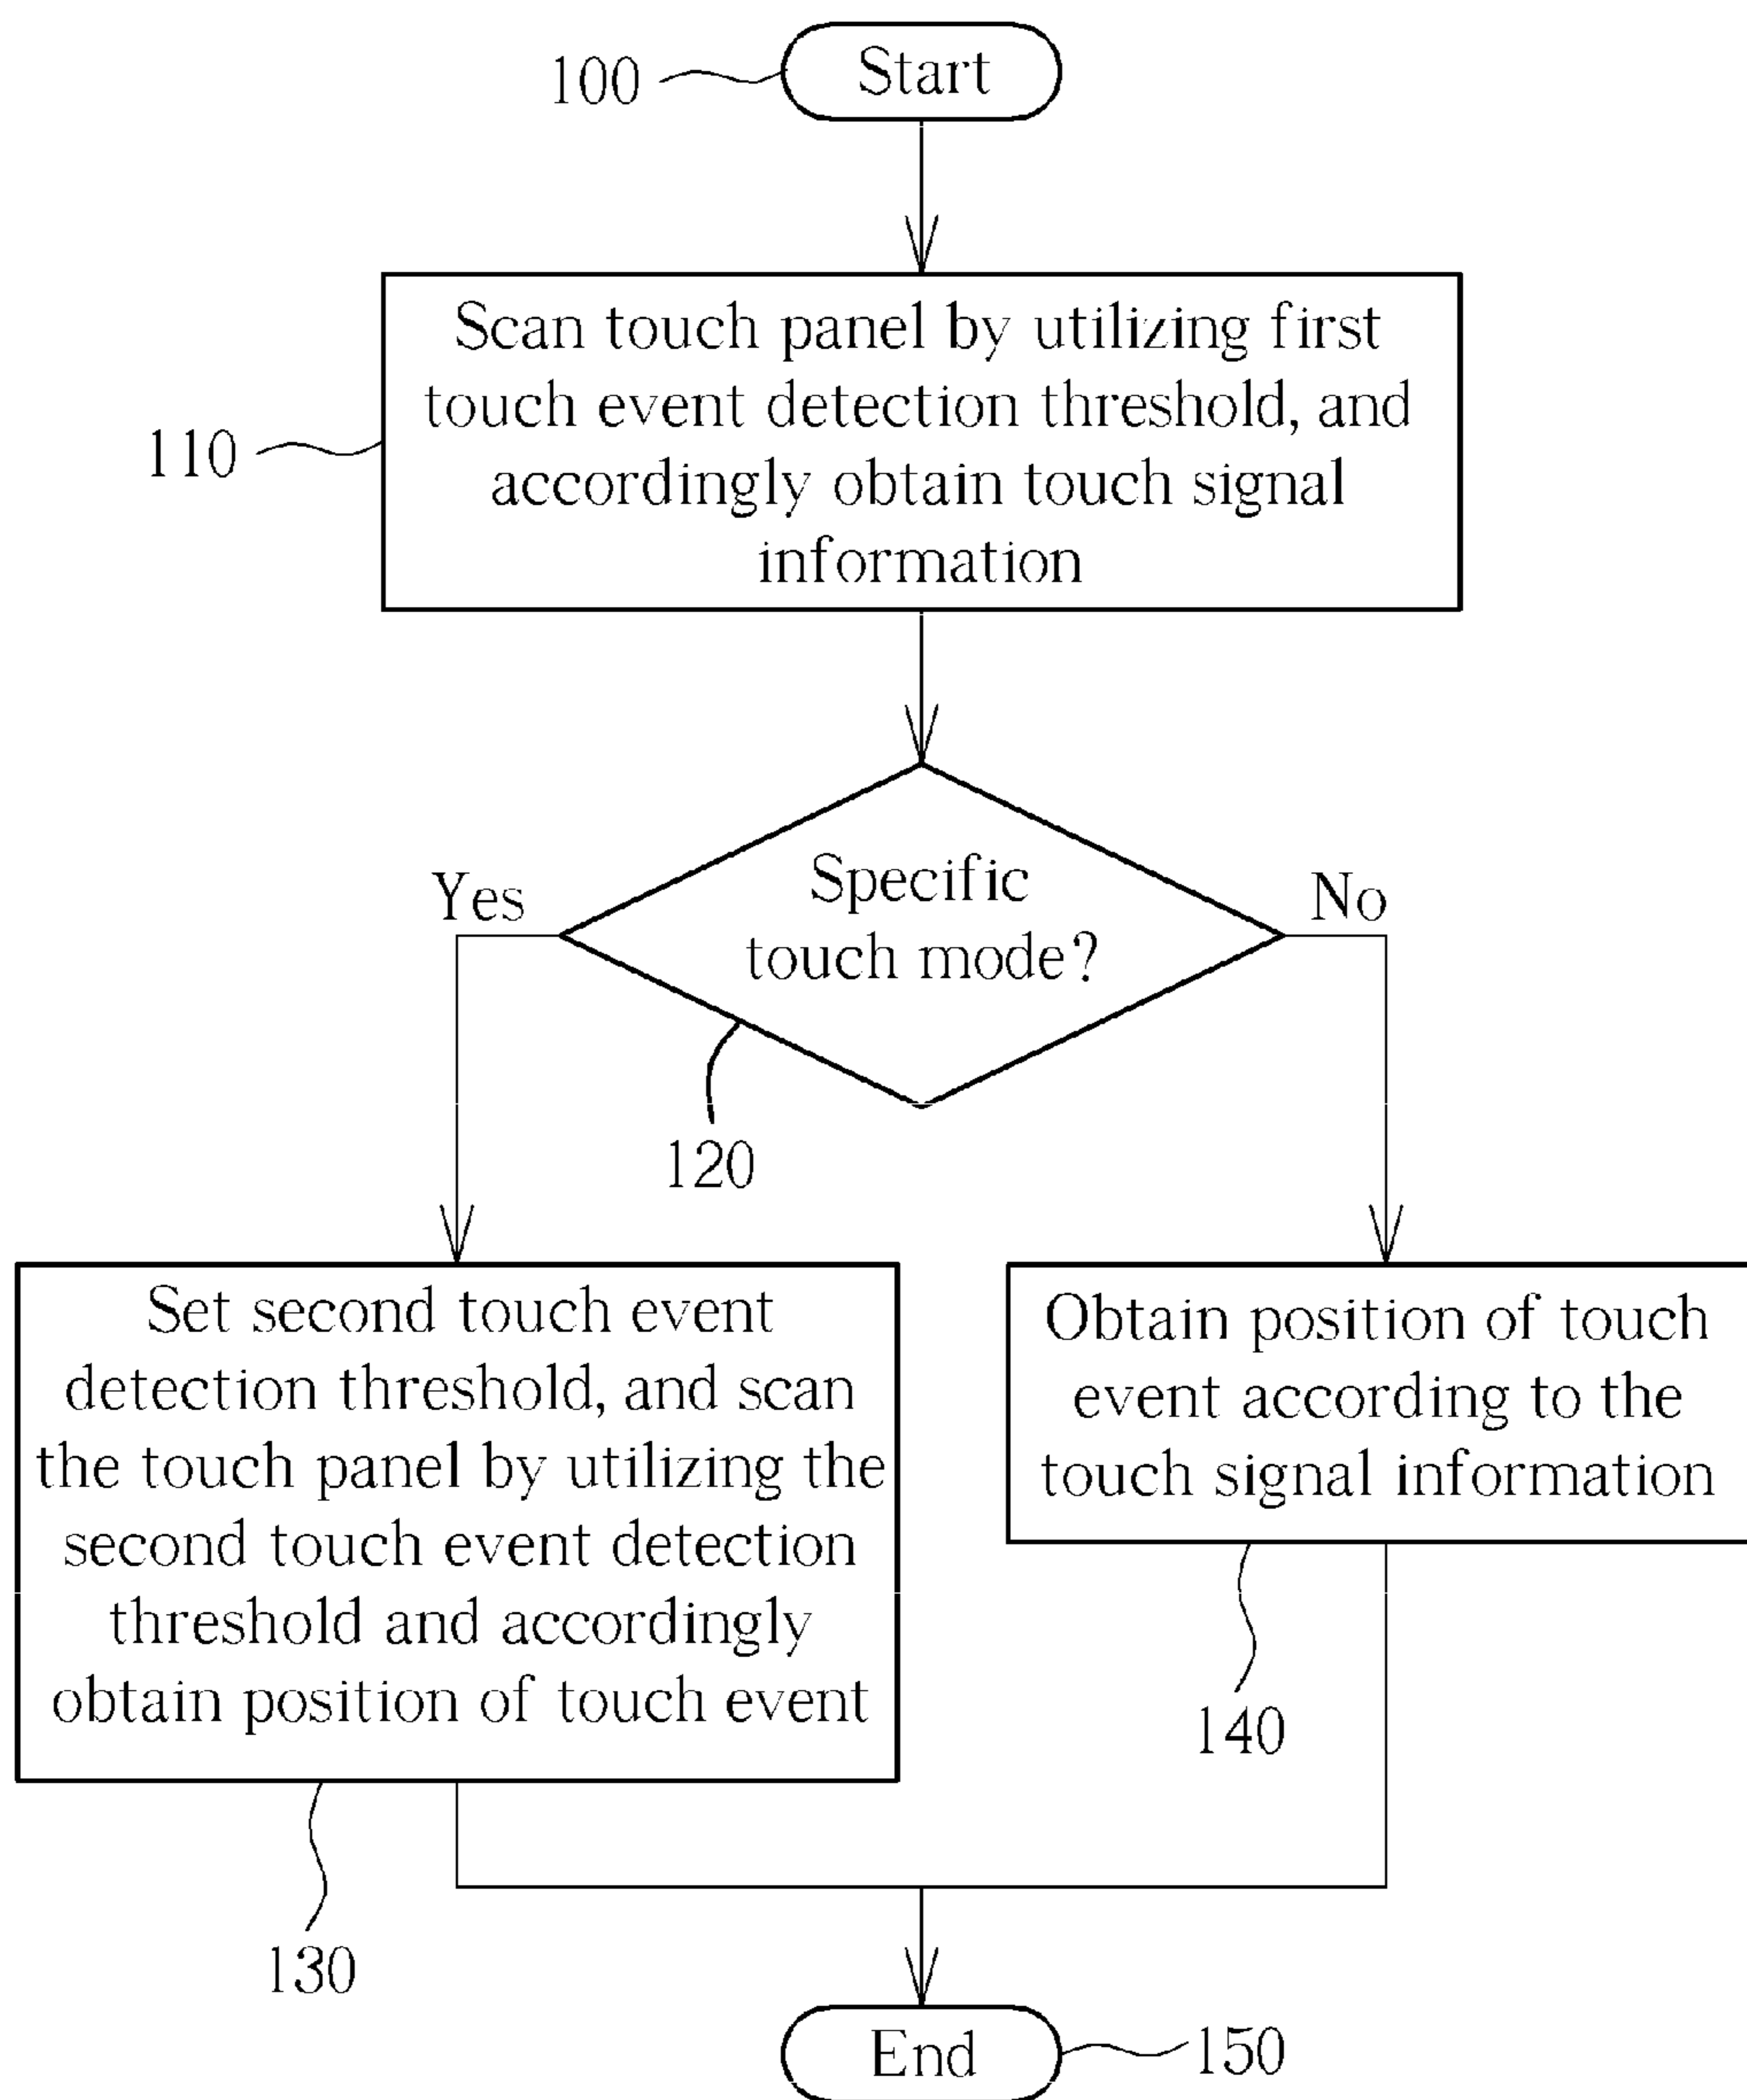 100
Start
110
Scan touch panel by utilizing first
touch event detection threshold, and
accordingly obtain touch signal
information
Yes
Specific
touch mode?
No
120
Set second touch event
detection threshold, and scan
the touch panel by utilizing the
second touch event detection
threshold and accordingly
obtain position of touch event
130
Obtain position of touch
event according to the
touch signal information
140
End
150